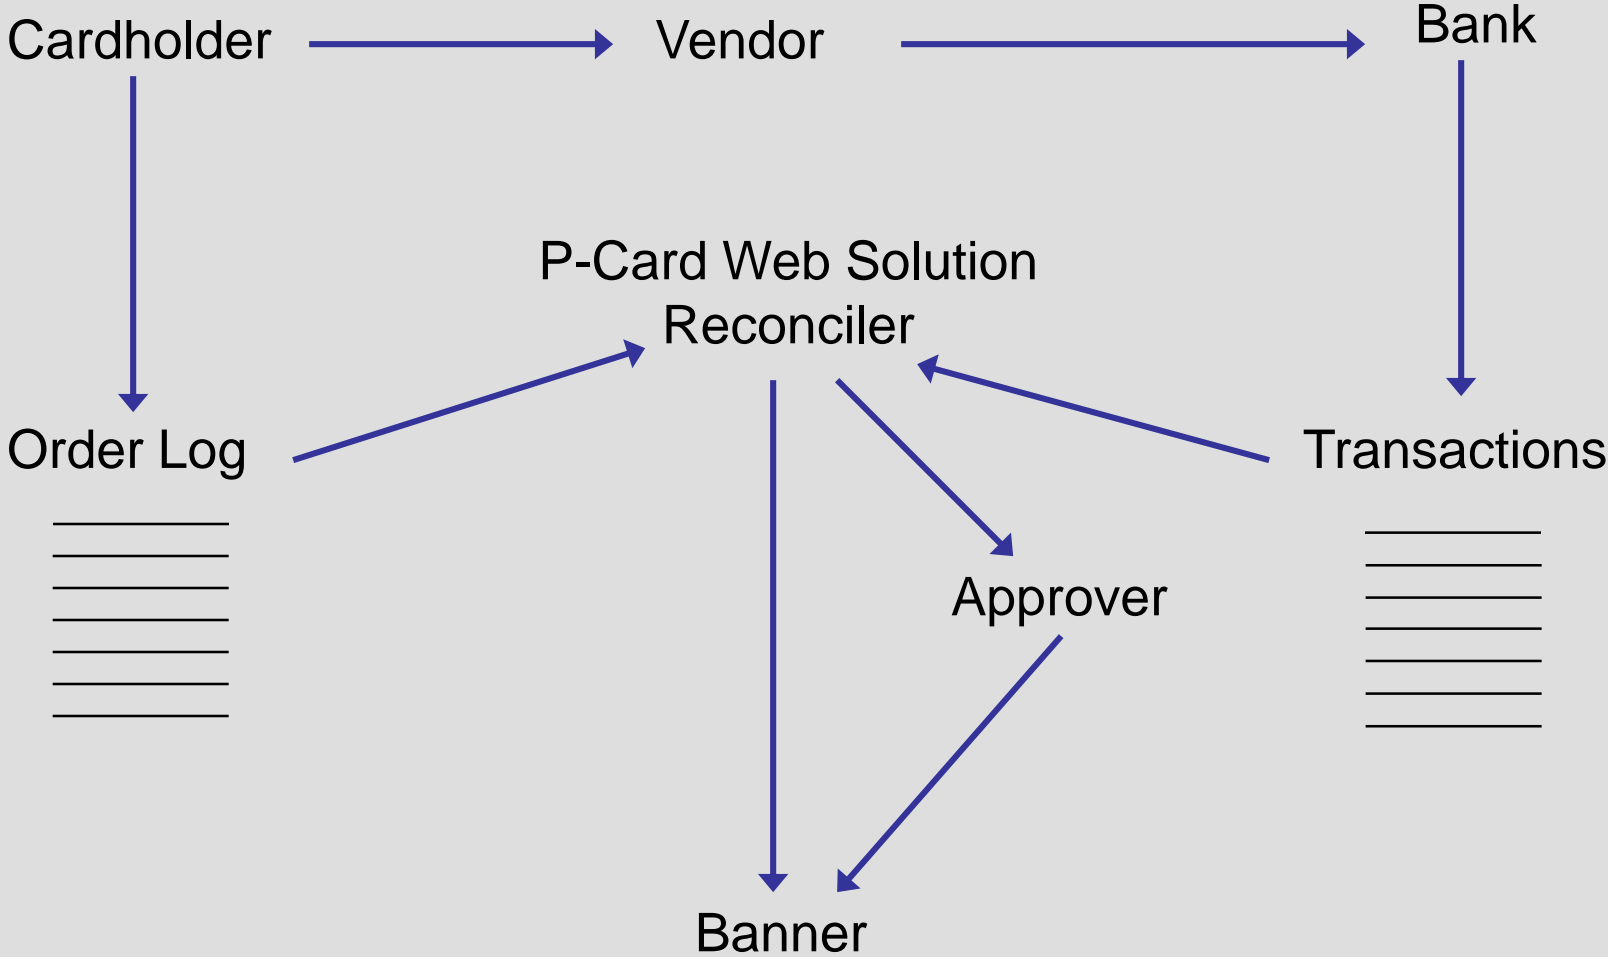 Cardholder
Vendor
Bank
P-Card Web Solution
Reconciler
Order Log
Transactions
Approver
Banner